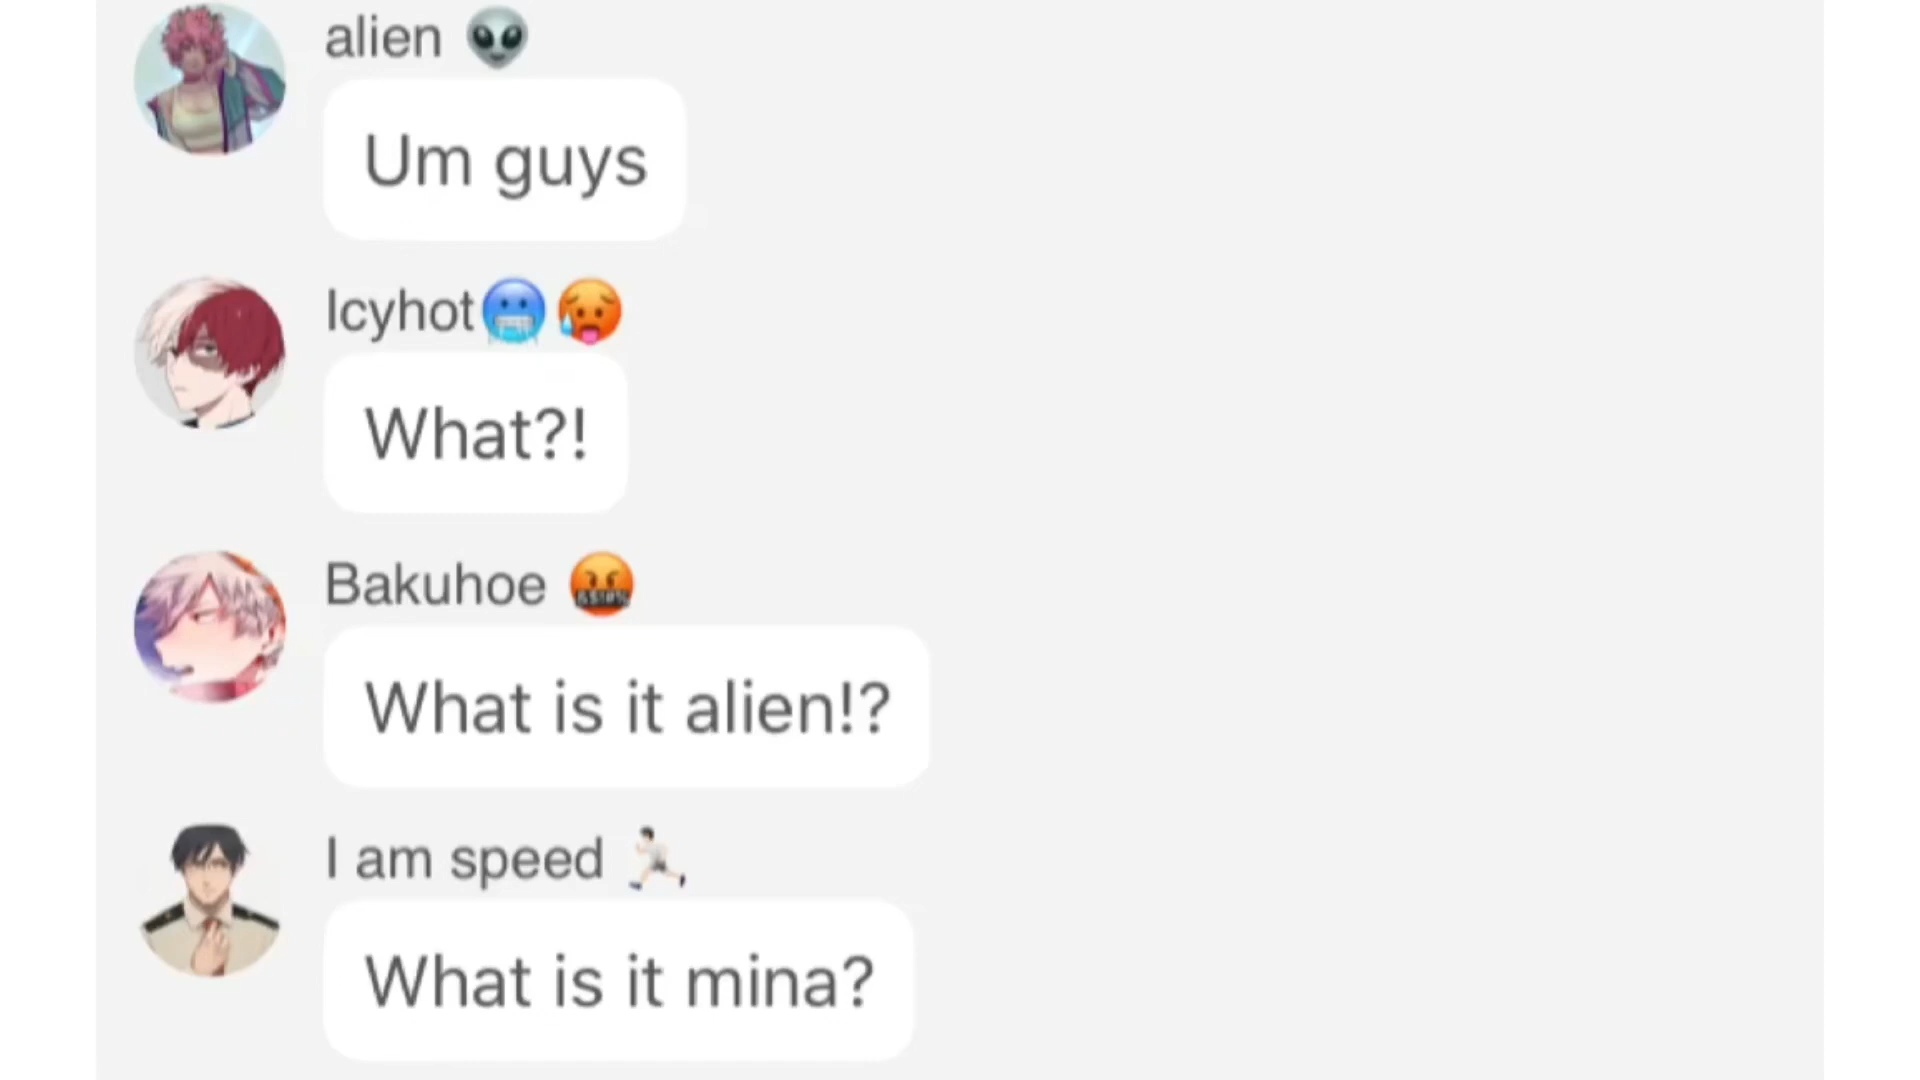 alien 👽
Um guys
Icyhot🥶🥵
What?!
Bakuhoe 🤬
What is it alien!?
I am speed 🏃🏻
What is it mina?